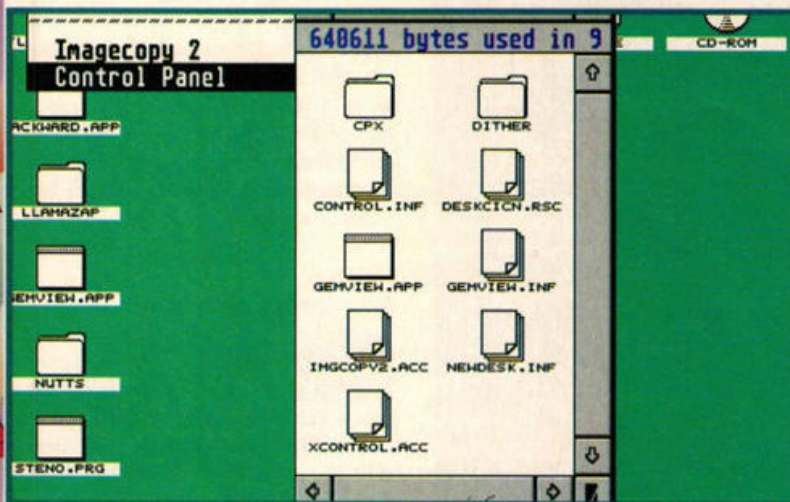 Imagecopy 2
Control Panel
640611 bytes used in 9
CD-ROM
ACKWARD.APP
LLAMAZAP
GEMVIEW.APP
NUTTS
STENO.PRG
CPX
DITHER
CONTROL.INF
DESKCICN.RSC
GEMVIEW.APP
GEMVIEW.INF
IMGCOPY2.ACC
NEWDESK.INF
XCONTROL.ACC